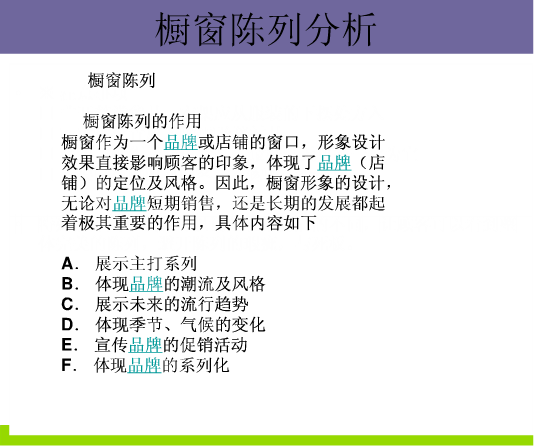 橱窗陈列分析
橱窗陈列
橱窗陈列的作用
橱窗作为一个品牌或店铺的窗口，形象设计
效果直接影响顾客的印象，体现了品牌（店
铺）的定位及风格。因此，橱窗形象的设计，
无论对品牌短期销售，还是长期的发展都起
着极其重要的作用，具体内容如下
A． 展示主打系列
B． 体现品牌的潮流及风格
C． 展示未来的流行趋势
D． 体现季节、气候的变化
E． 宣传品牌的促销活动
F． 体现品牌的系列化